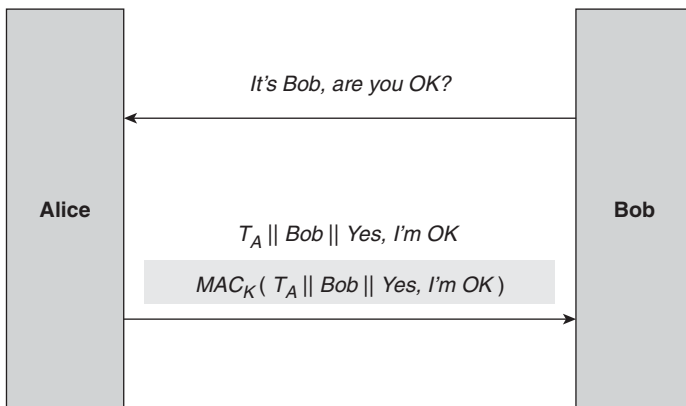 It's Bob, are you OK?
Alice
Bob
T_A || Bob || Yes, I'm OK
MAC_K ( T_A || Bob || Yes, I'm OK )